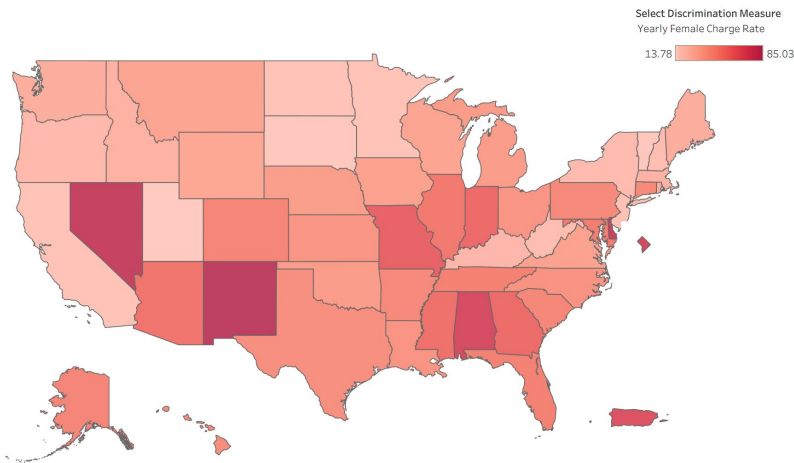 Select Discrimination Measure
Yearly Female Charge Rate
13.78 85.03